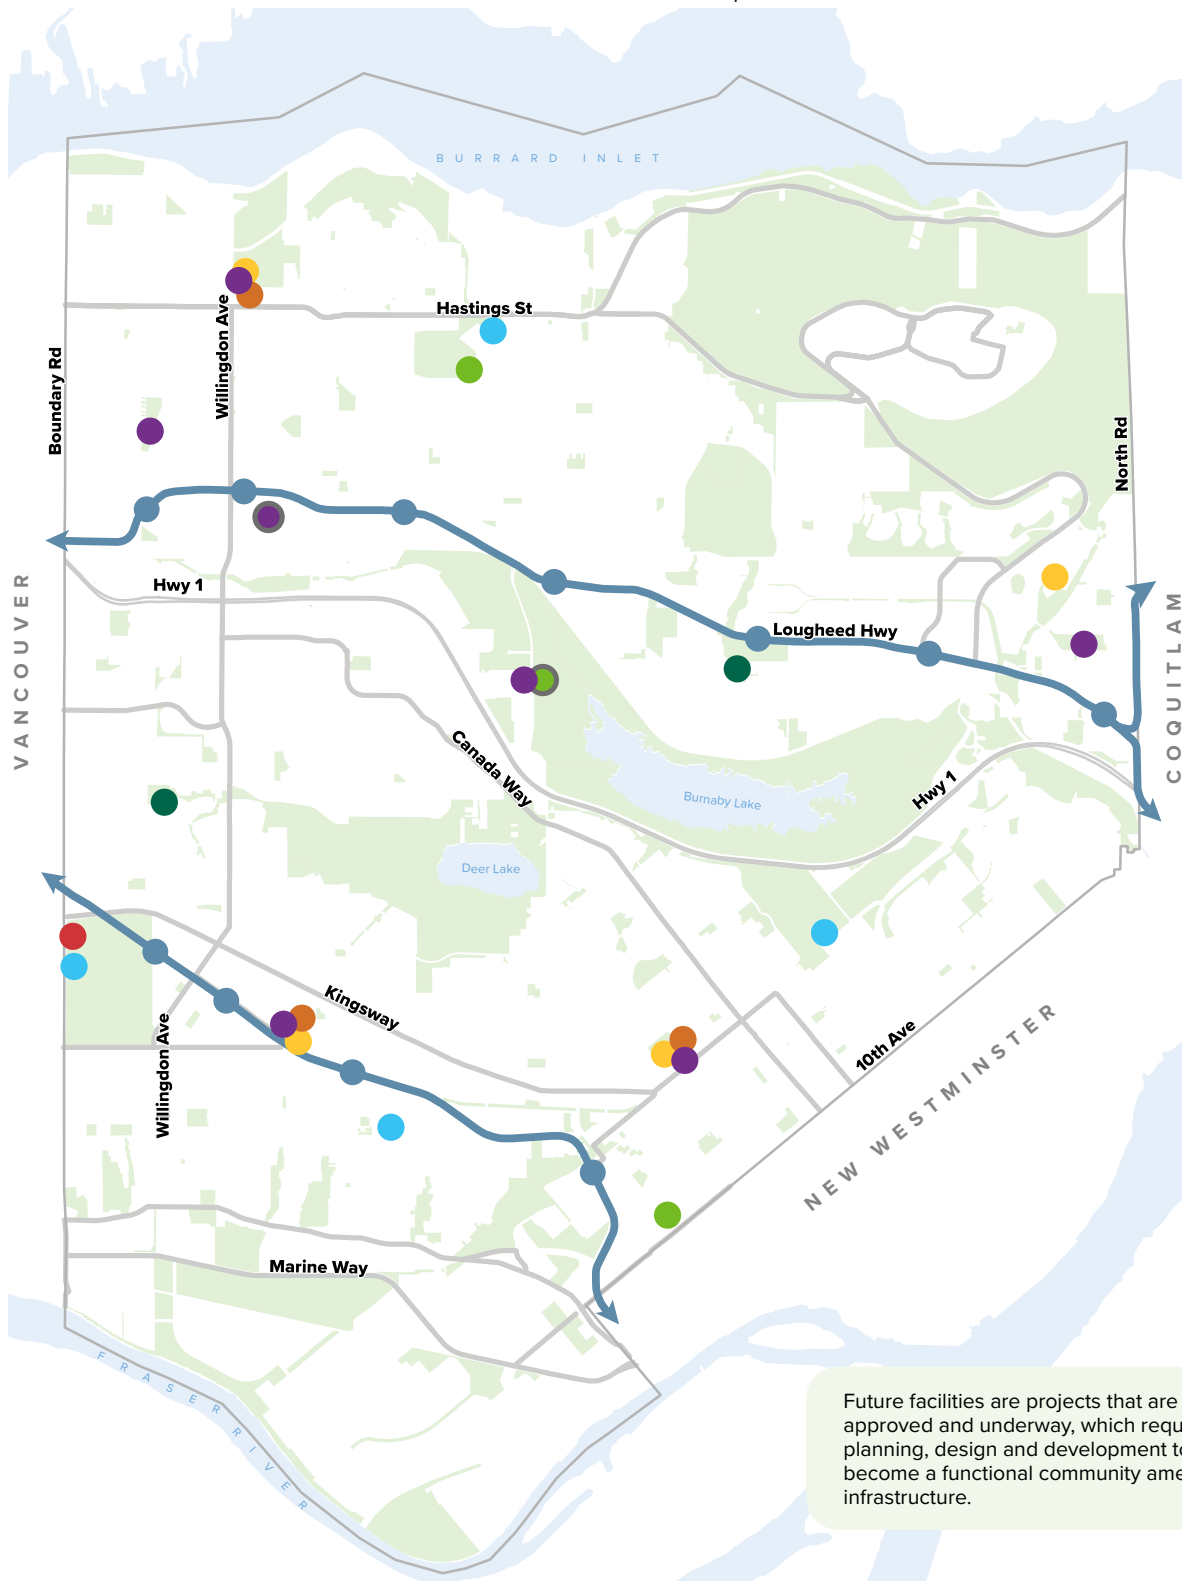 BURRARD INLET
Hastings St
Willingdon Ave
Boundary Rd
North Rd
Hwy 1
Lougheed Hwy
VANCOUVER
COQUITLAM
Canada Way
Burnaby Lake
Hwy 1
Deer Lake
Kingsway
Willingdon Ave
10th Ave
NEW WESTMINSTER
Marine Way
FRASER RIVER
Future facilities are projects that are
approved and underway, which requ
planning, design and development to
become a functional community ame
infrastructure.